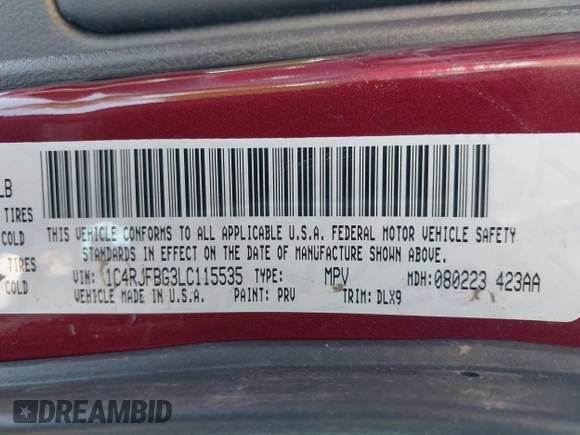 LB
TIRES
COLD
TIRES
COLD
THIS VEHICLE CONFORMS TO ALL APPLICABLE U.S.A. FEDERAL MOTOR VEHICLE SAFETY
STANDARDS IN EFFECT ON THE DATE OF MANUFACTURE SHOWN ABOVE.
VIN: 1C4RJFBG3LC115535 TYPE: MPV MDH:080223 423AA
VEHICLE MADE IN U.S.A. PAINT: PRV TRIM: DLX9
DREAMBID